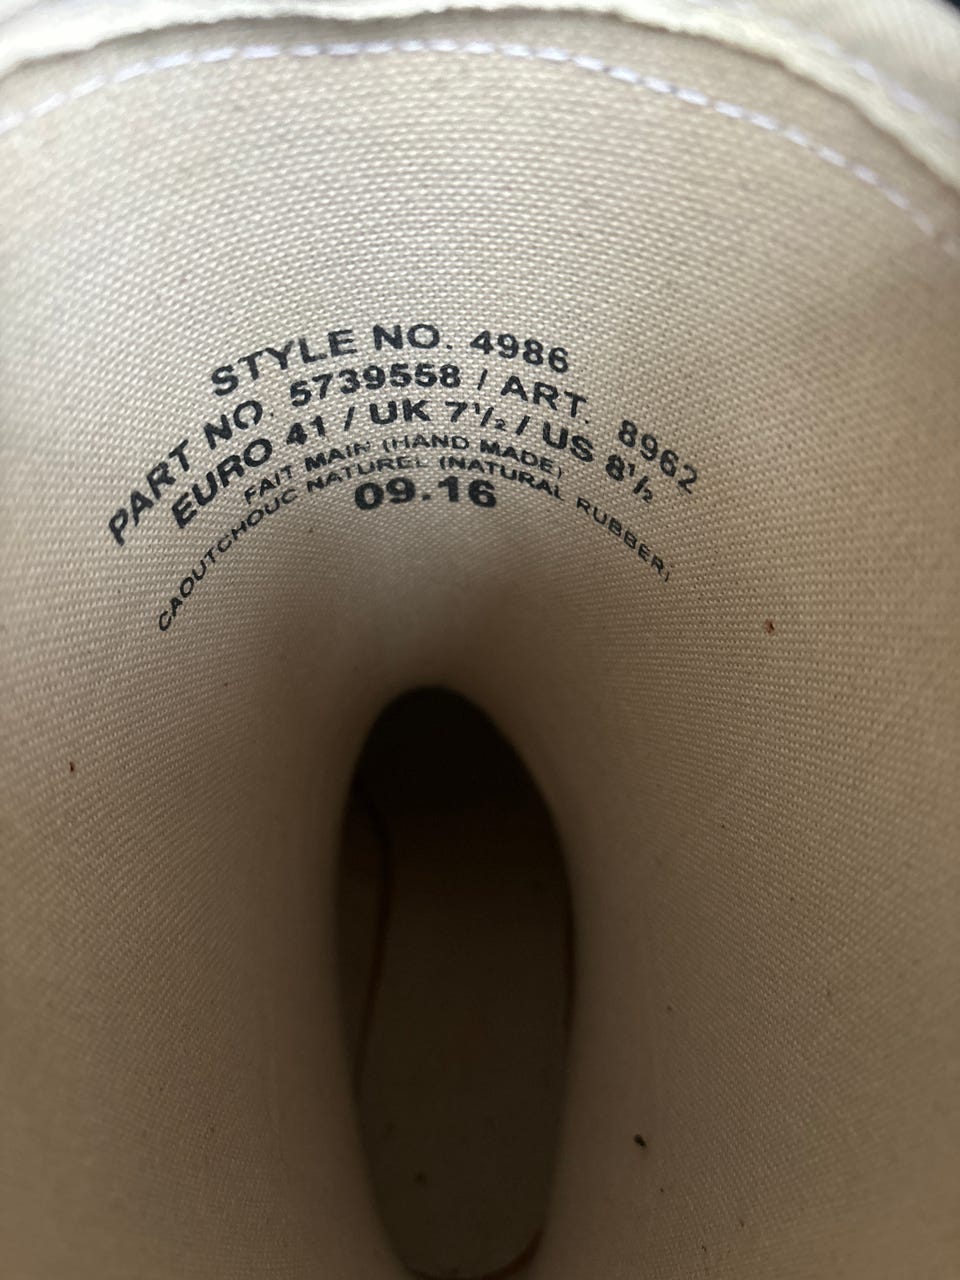 STYLE NO. 4986
PART NO. 5739558 / ART. 8962
EURO 41 / UK 7½ / US 8½
FAIT MAIN (HAND MADE)
CAOUTCHOUC NATUREL (NATURAL RUBBER)
09.16